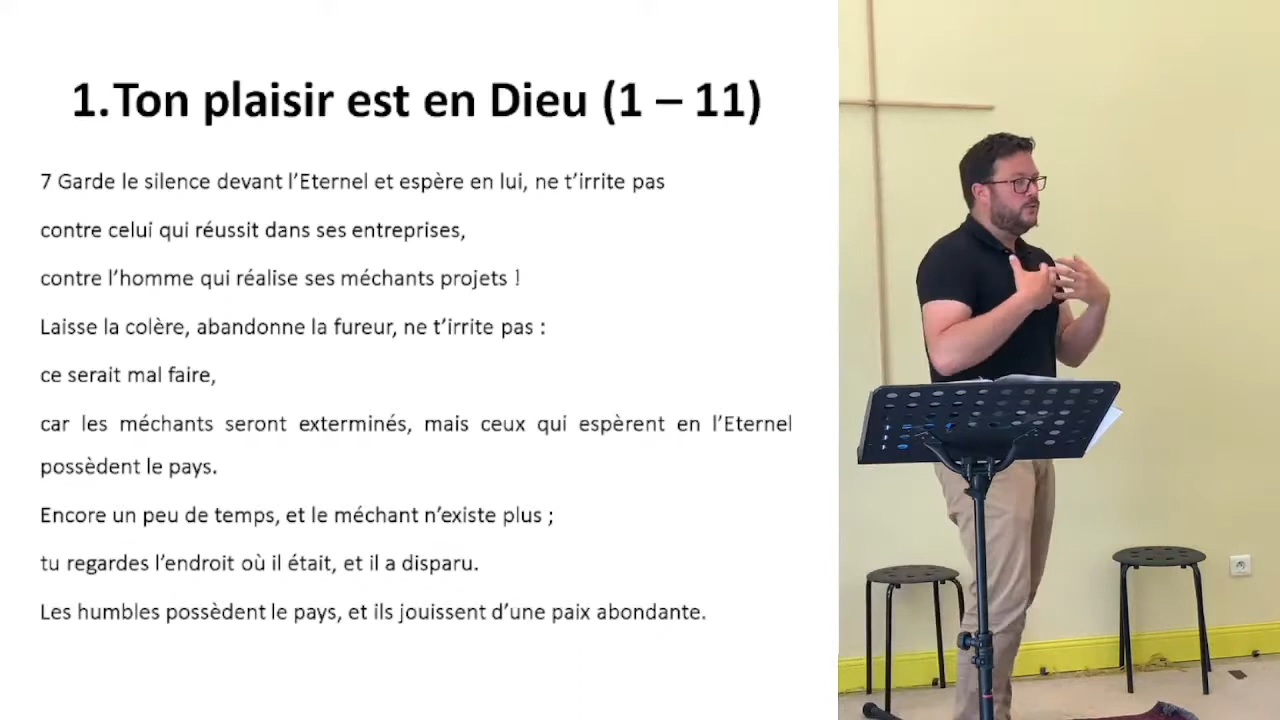 1.Ton plaisir est en Dieu (1 – 11)
7 Garde le silence devant l’Eternel et espère en lui, ne t’irrite pas
contre celui qui réussit dans ses entreprises,
contre l’homme qui réalise ses méchants projets !
Laisse la colère, abandonne la fureur, ne t’irrite pas :
ce serait mal faire,
car les méchants seront exterminés, mais ceux qui espèrent en l’Eternel
possèdent le pays.
Encore un peu de temps, et le méchant n’existe plus ;
tu regardes l’endroit où il était, et il a disparu.
Les humbles possèdent le pays, et ils jouissent d’une paix abondante.